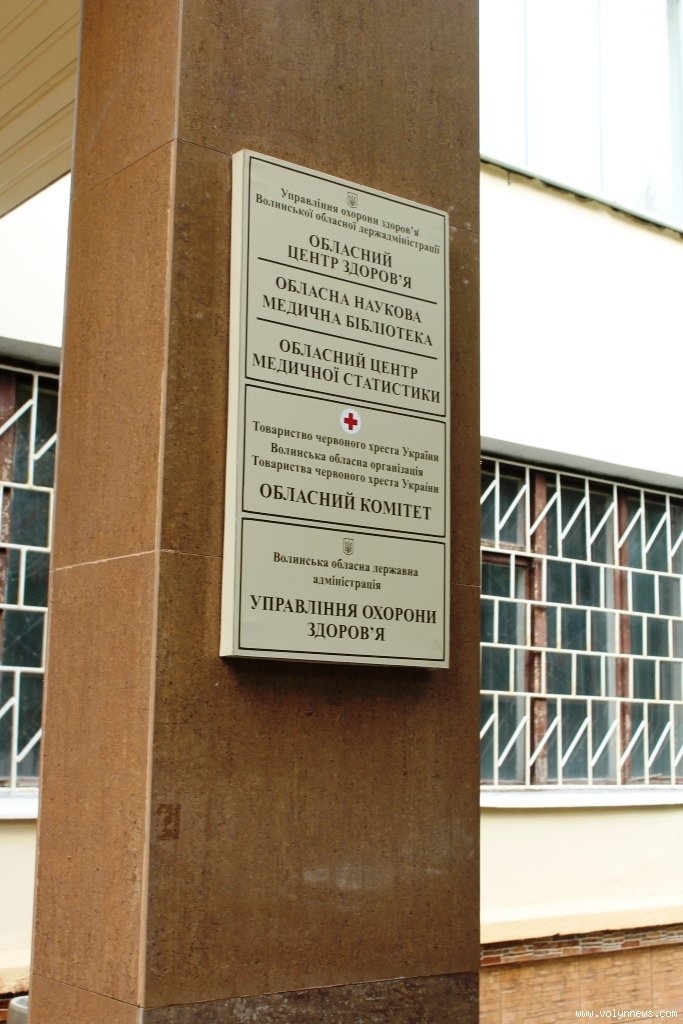 Управління охорони здоров'я
Волинської обласної держадміністрації
ОБЛАСНИЙ
ЦЕНТР ЗДОРОВ'Я
ОБЛАСНА НАУКОВА
МЕДИЧНА БІБЛІОТЕКА
ОБЛАСНИЙ ЦЕНТР
МЕДИЧНОЇ СТАТИСТИКИ
Товариство червоного хреста України
Волинська обласна організація
Товариства червоного хреста України
ОБЛАСНИЙ КОМІТЕТ
Волинська обласна державна
адміністрація
УПРАВЛІННЯ ОХОРОНИ
ЗДОРОВ'Я
www.volynnews.com